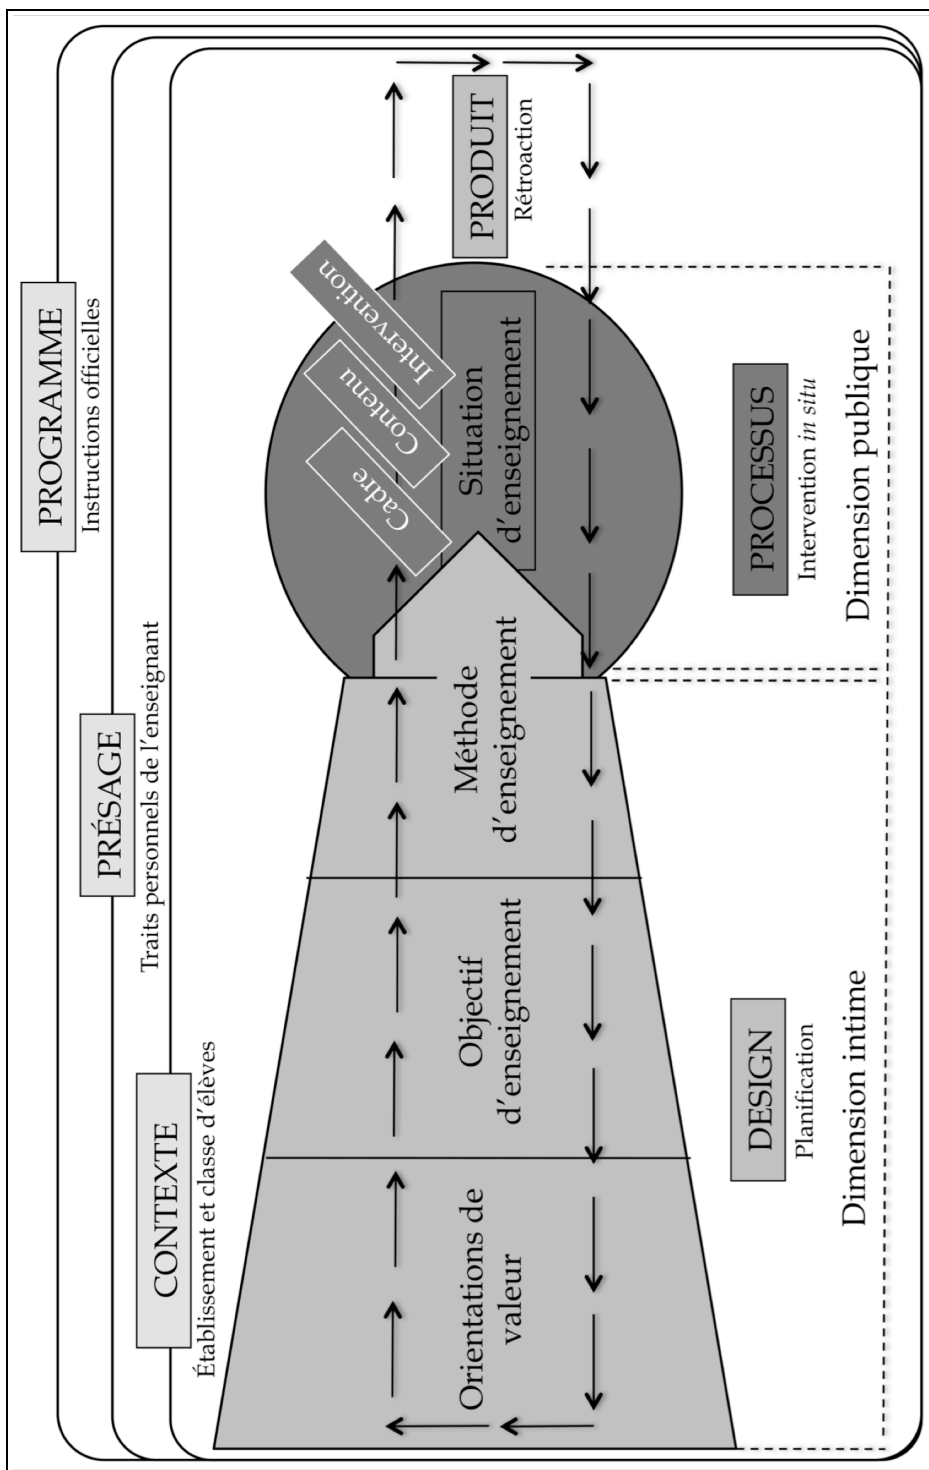 PROGRAMME
Instructions officielles
PRÉSAGE
Traits personnels de l'enseignant
CONTEXTE
Établissement et classe d'élèves
Orientations de
valeur
Objectif
d'enseignement
Méthode
d'enseignement
Situation
d'enseignement
Cadre
Contenu
Intervention
PRODUIT
Rétroaction
DESIGN
Planification
Dimension intime
PROCESSUS
Intervention in situ
Dimension publique